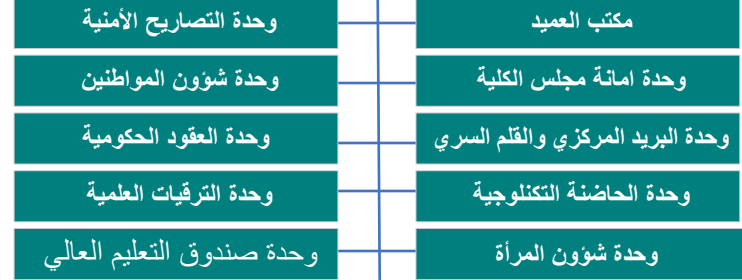 مكتب العميد
وحدة التصاريح الأمنية
وحدة امانة مجلس الكلية
وحدة شؤون المواطنين
وحدة البريد المركزي والقلم السري
وحدة العقود الحكومية
وحدة الحاضنة التكنلوجية
وحدة الترقيات العلمية
وحدة شؤون المرأة
وحدة صندوق التعليم العالي